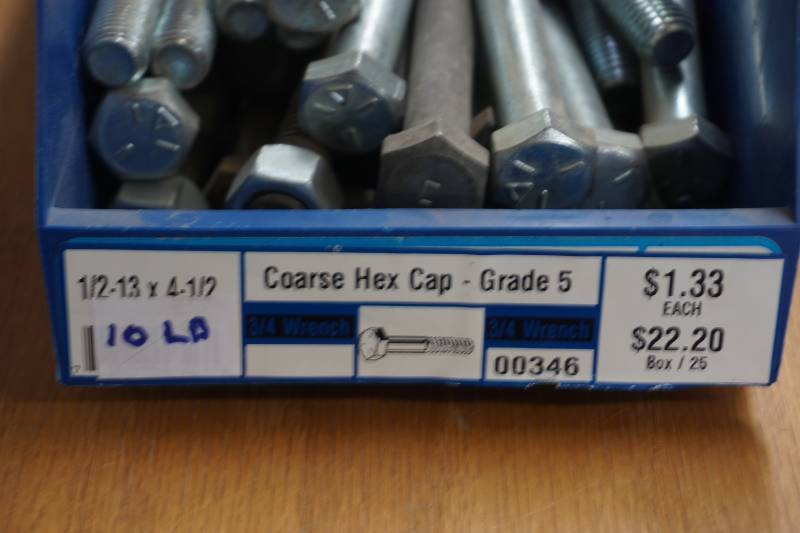 1/2-13 x 4-1/2
10 LD
Coarse Hex Cap - Grade 5
3/4 Wrench
3/4 Wrench
00346
$1.33
EACH
$22.20
Box / 25